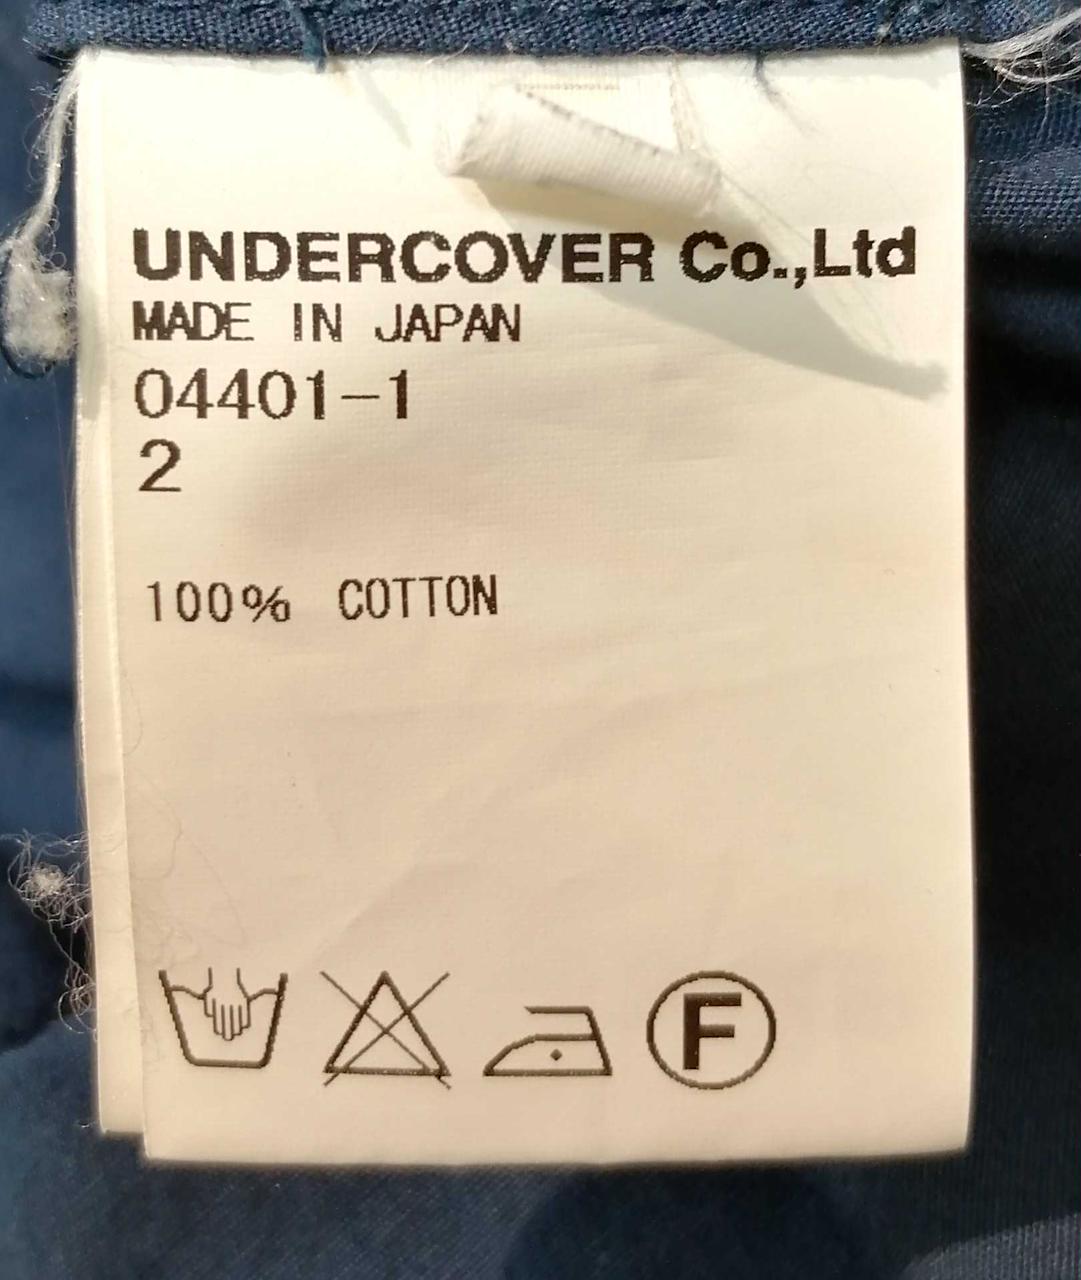 UNDERCOVER Co.,Ltd
MADE IN JAPAN
04401-1
2
100% COTTON
F